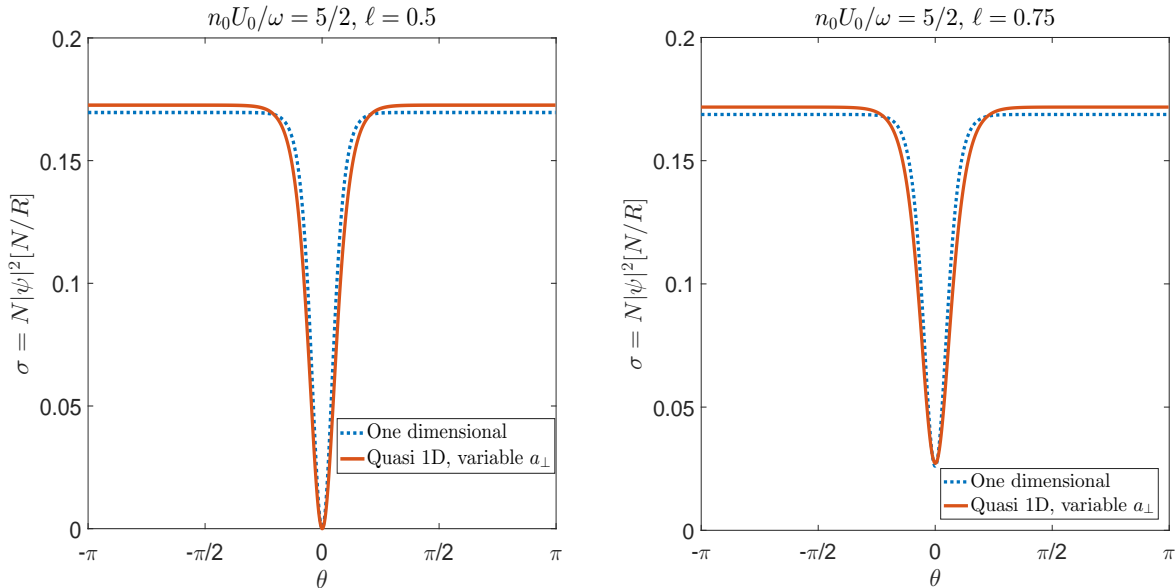 n₀U₀/ω = 5/2, ℓ = 0.5
0.2
0.15
0.1
0.05
0
σ = N|ψ|²[N/R]
One dimensional
Quasi 1D, variable a⊥
-π
-π/2
0
π/2
π
θ
n₀U₀/ω = 5/2, ℓ = 0.75
0.2
0.15
0.1
0.05
0
σ = N|ψ|²[N/R]
One dimensional
Quasi 1D, variable a⊥
-π
-π/2
0
π/2
π
θ